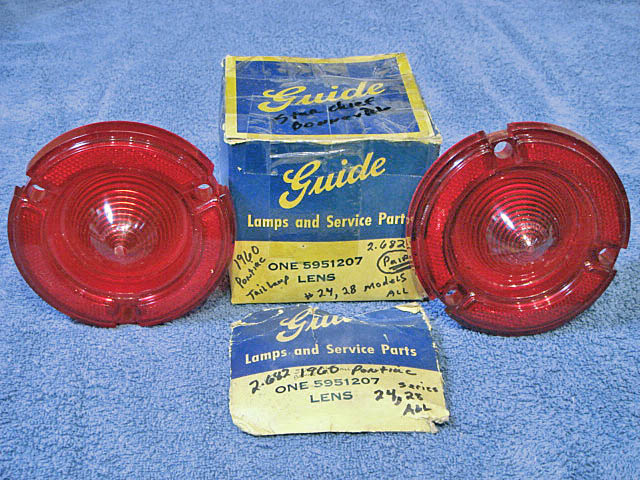 Guide
Star Chief
Bonneville
Guide
Lamps and Service Parts
1960 Pontiac Tail Lamp
2.682
ONE 5951207
Pair
LENS
# 24, 28 Models
ALL
Guide
Lamps and Service Parts
2.682 1960 Pontiac
ONE 5951207
LENS
Series
24, 28
ALL